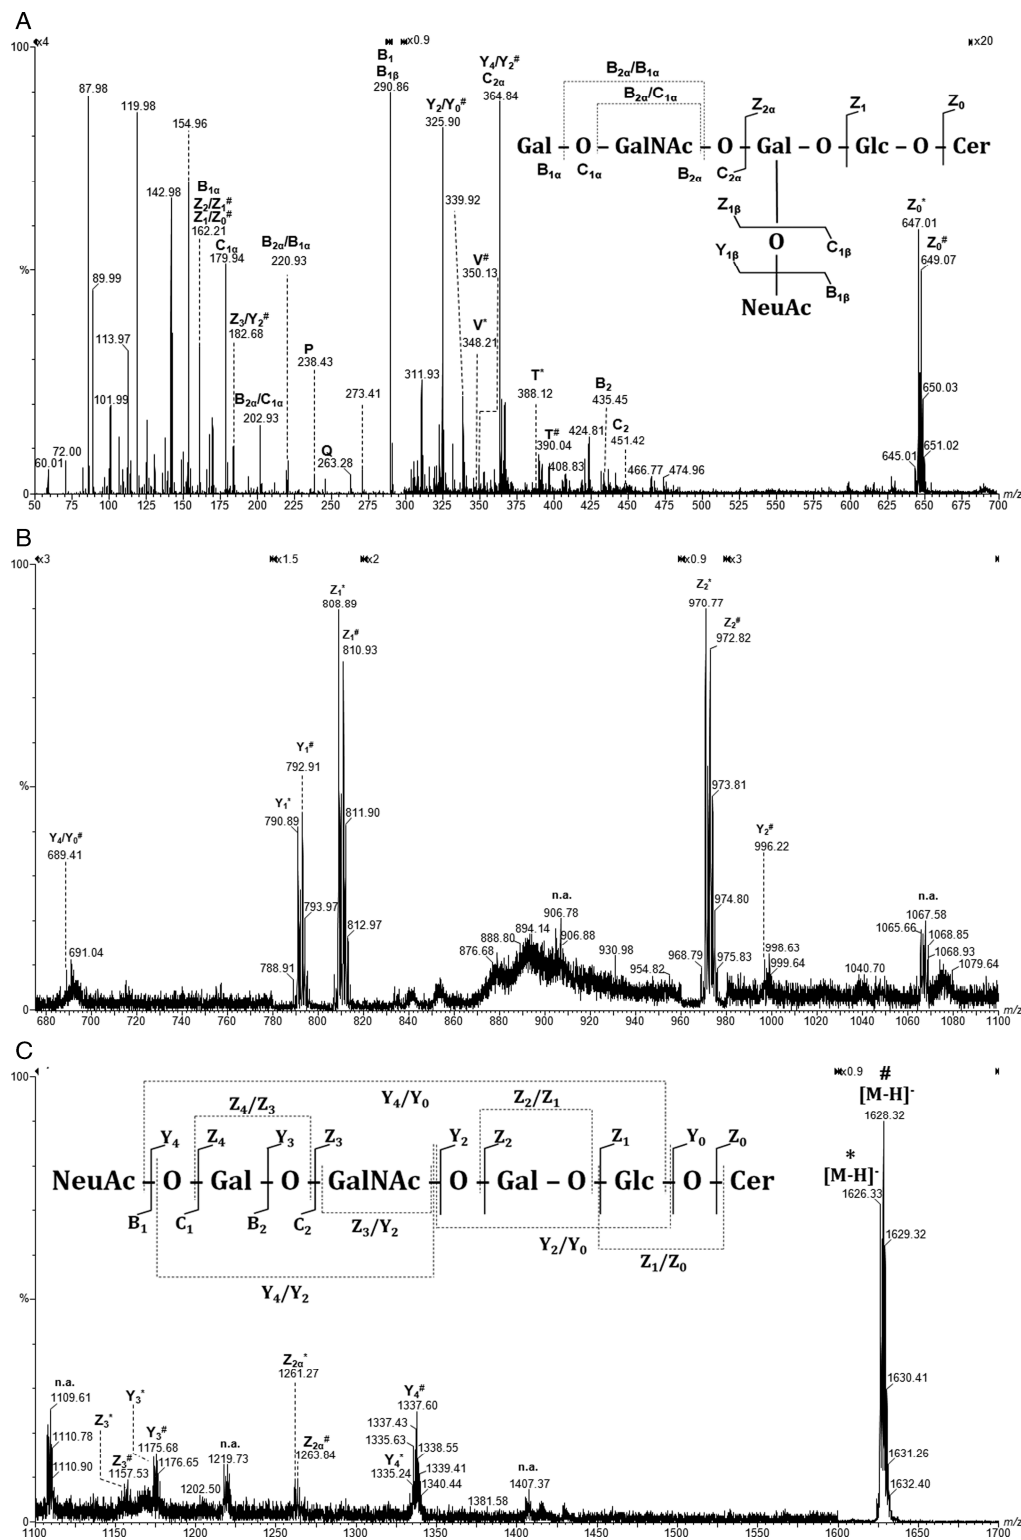 A
x4
x0.9
x20
100
%
0
B₁
B₁β
290.86
87.98
119.98
154.96
142.98
B₁α
Z₂/Z₁#
Z₁/Z₀#
162.21
C₁α
179.94
89.99
113.97
101.99
72.00
60.01
Z₃/Y₂#
182.68
B₂α/B₁α
220.93
B₂α/C₁α
202.93
P
238.43
Q
263.28
273.41
311.93
Y₂/Y₀#
325.90
339.92
Y₄/Y₂#
C₂α
364.84
V#
350.13
V*
348.21
T*
388.12
T#
390.04
408.83
424.81
B₂
435.45
C₂
451.42
466.77
474.96
Z₀*
647.01
Z₀#
649.07
650.03
651.02
645.01
B₂α/B₁α
B₂α/C₁α
Z₂α
Z₁
Z₀
Gal – O – GalNAc – O – Gal – O – Glc – O – Cer
B₁α
C₁α
B₂α
C₂α
Z₁β
O
C₁β
Y₁β
B₁β
NeuAc
50 75 100 125 150 175 200 225 250 275 300 325 350 375 400 425 450 475 500 525 550 575 600 625 650 675 700 m/z
B
x3
x1.5
x2
x0.9
x3
100
%
0
Y₄/Y₀#
689.41
691.04
Y₁#
792.91
Y₁*
790.89
793.97
788.91
Z₁*
808.89
Z₁#
810.93
811.90
812.97
876.68
888.80
894.14
n.a.
906.78
906.88
930.98
954.82
968.79
Z₂*
970.77
Z₂#
972.82
973.81
974.80
975.83
Y₂#
996.22
998.63
999.64
1040.70
n.a.
1067.58
1065.66
1068.85
1068.93
1079.64
680 700 720 740 760 780 800 820 840 860 880 900 920 940 960 980 1000 1020 1040 1060 1080 1100 m/z
C
x0.9
100
%
0
Y₄/Y₀
Z₄/Z₃
Z₂/Z₁
Y₄
Z₄
Y₃
Z₃
Y₂
Z₂
Z₁
Y₀
Z₀
NeuAc – O – Gal – O – GalNAc – O – Gal – O – Glc – O – Cer
B₁
C₁
B₂
C₂
Z₃/Y₂
Y₂/Y₀
Z₁/Z₀
Y₄/Y₂
#
[M-H]⁻
1628.32
*
[M-H]⁻
1626.33
1629.32
1630.41
1631.26
1632.40
n.a.
1109.61
1110.78
1110.90
Z₃*
Y₃*
Z₃#
1157.53
Y₃#
1175.68
1176.65
1202.50
n.a.
1219.73
Z₂α*
1261.27
Z₂α#
1263.84
Y₄#
1337.60
1337.43
1335.63
Y₄*
1335.24
1338.55
1339.41
1340.44
1381.58
n.a.
1407.37
1100 1150 1200 1250 1300 1350 1400 1450 1500 1550 1600 1650 1700 m/z